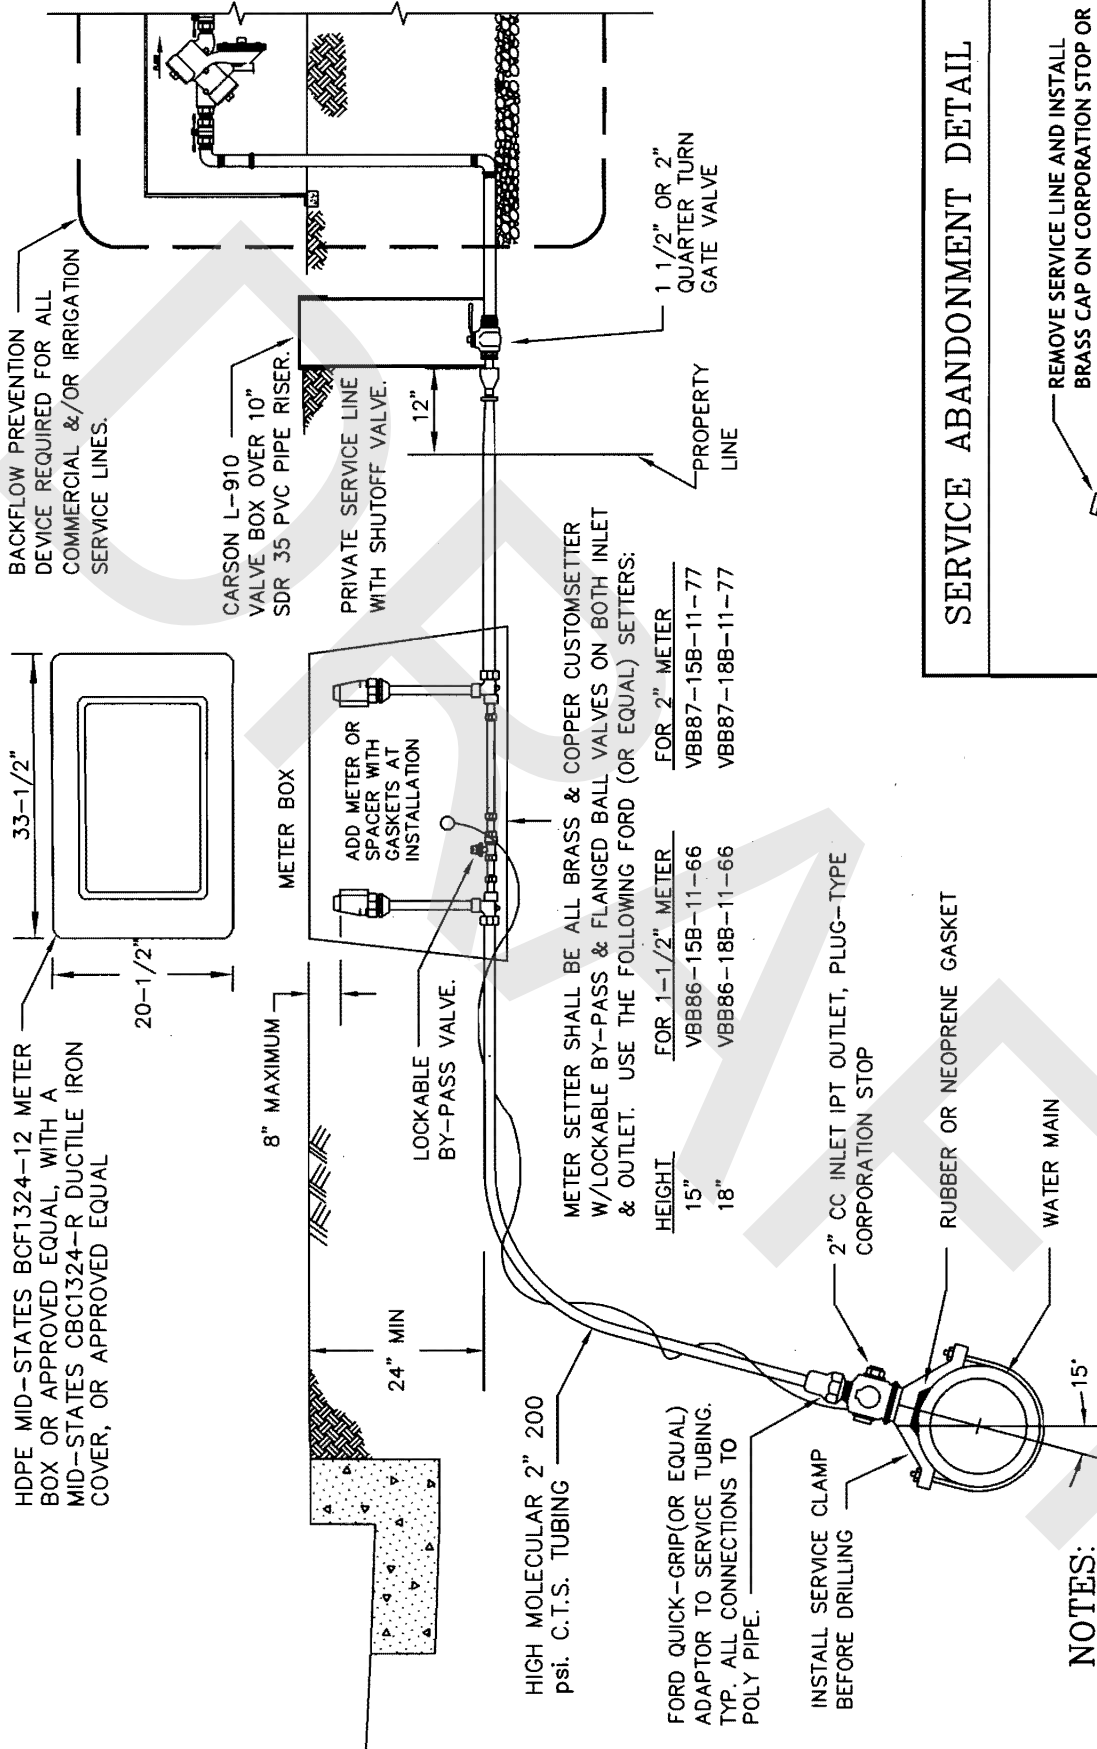 HDPE MID-STATES BCF1324-12 METER
BOX OR APPROVED EQUAL, WITH A
MID-STATES CBC1324-R DUCTILE IRON
COVER, OR APPROVED EQUAL
33-1/2"
20-1/2"
BACKFLOW PREVENTION
DEVICE REQUIRED FOR ALL
COMMERCIAL &/OR IRRIGATION
SERVICE LINES.
CARSON L-910
VALVE BOX OVER 10"
SDR 35 PVC PIPE RISER.
PRIVATE SERVICE LINE
WITH SHUTOFF VALVE.
12"
METER BOX
ADD METER OR
SPACER WITH
GASKETS AT
INSTALLATION
8" MAXIMUM
LOCKABLE
BY-PASS VALVE.
24" MIN
1 1/2" OR 2"
QUARTER TURN
GATE VALVE
PROPERTY
LINE
METER SETTER SHALL BE ALL BRASS & COPPER CUSTOMSETTER
W/LOCKABLE BY-PASS & FLANGED BALL VALVES ON BOTH INLET
& OUTLET. USE THE FOLLOWING FORD (OR EQUAL) SETTERS:
HEIGHT FOR 1-1/2" METER FOR 2" METER
15" VBB86-15B-11-66 VBB87-15B-11-77
18" VBB86-18B-11-66 VBB87-18B-11-77
HIGH MOLECULAR 2" 200
psi. C.T.S. TUBING
FORD QUICK-GRIP(OR EQUAL)
ADAPTOR TO SERVICE TUBING.
TYP. ALL CONNECTIONS TO
POLY PIPE.
INSTALL SERVICE CLAMP
BEFORE DRILLING
2" CC INLET IPT OUTLET, PLUG-TYPE
CORPORATION STOP
RUBBER OR NEOPRENE GASKET
WATER MAIN
15°
NOTES:
SERVICE ABANDONMENT DETAIL
REMOVE SERVICE LINE AND INSTALL
BRASS CAP ON CORPORATION STOP OR
DRAF